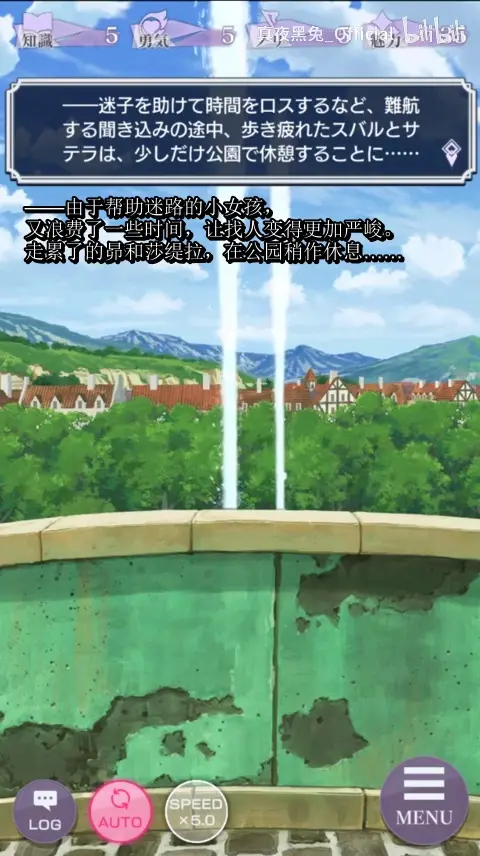 真夜黑兔_Official bilibili
知識 5 勇気 5 魅力 35
――迷子を助けて時間をロスするなど、難航
する聞き込みの途中、歩き疲れたスバルとサ
テラは、少しだけ公園で休憩することに……
——由于帮助迷路的小女孩，
又浪费了一些时间，让找人变得更加严峻。
走累了的昴和莎缇拉，在公园稍作休息……
LOG
AUTO
SPEED
×5.0
MENU